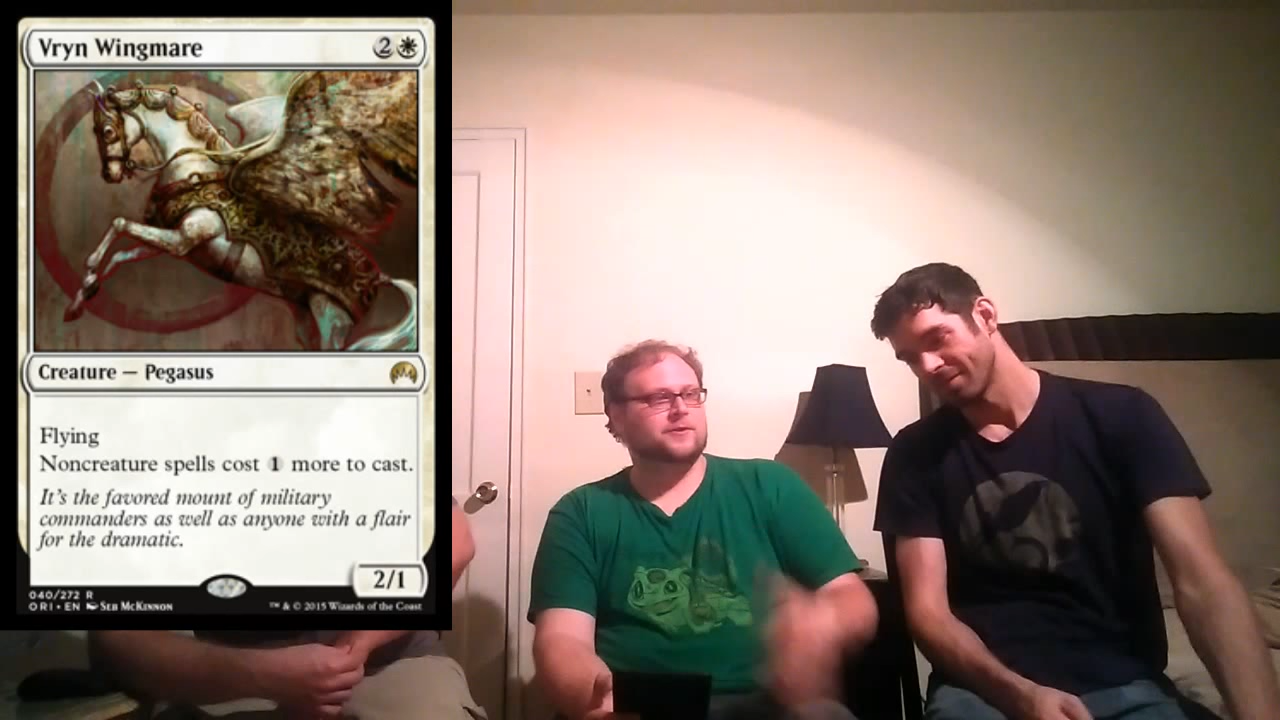 Vryn Wingmare 2
Creature — Pegasus
Flying
Noncreature spells cost 1 more to cast.
It's the favored mount of military
commanders as well as anyone with a flair
for the dramatic.
2/1
040/272 R
ORI • EN Seb McKinnon
™ & © 2015 Wizards of the Coast